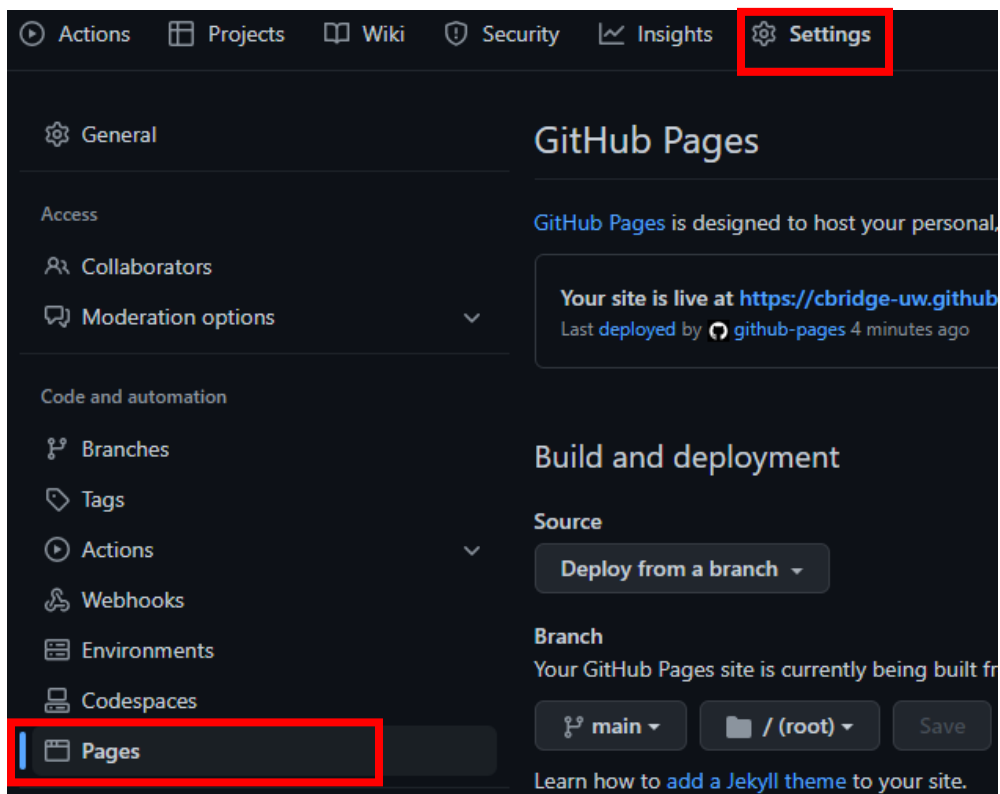 Actions Projects Wiki Security Insights Settings
General
Access
Collaborators
Moderation options
Code and automation
Branches
Tags
Actions
Webhooks
Environments
Codespaces
Pages
GitHub Pages
GitHub Pages is designed to host your personal,
Your site is live at https://cbridge-uw.github
Last deployed by github-pages 4 minutes ago
Build and deployment
Source
Deploy from a branch
Branch
Your GitHub Pages site is currently being built fr
main / (root) Save
Learn how to add a Jekyll theme to your site.